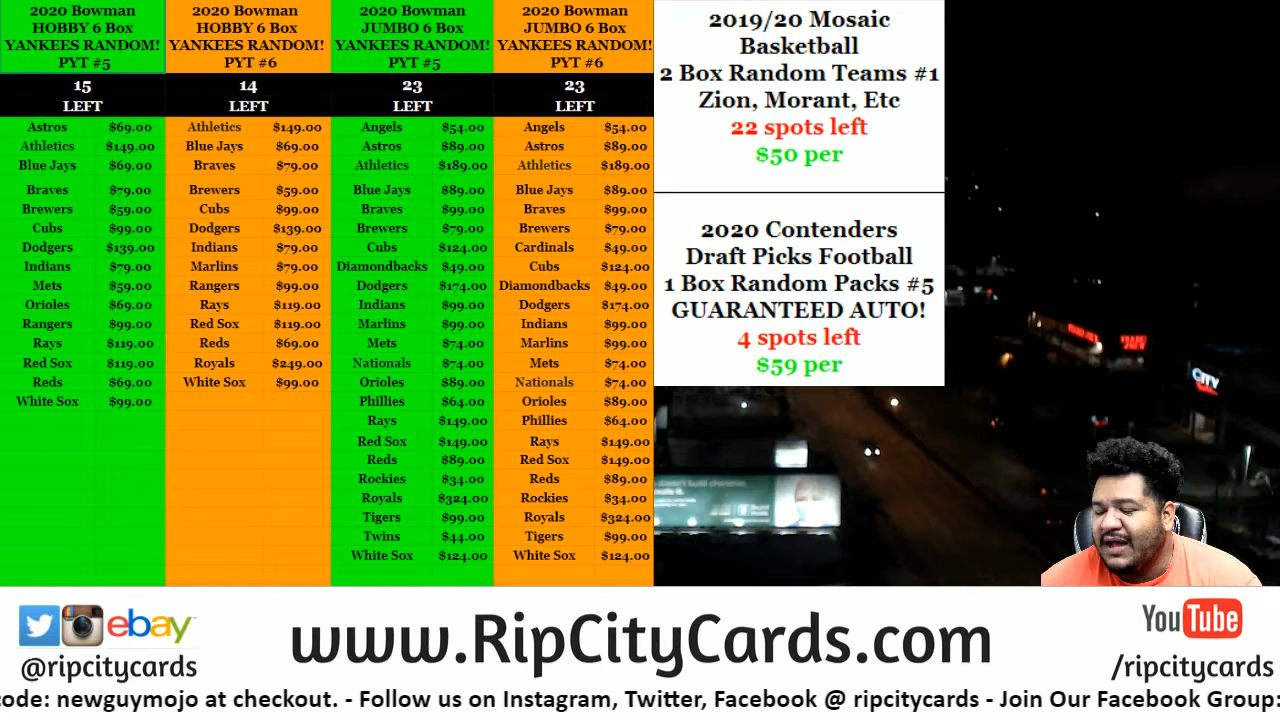 2020 Bowman
HOBBY 6 Box
YANKEES RANDOM!
PYT #5
15
LEFT
Astros $69.00
Athletics $149.00
Blue Jays $69.00
Braves $79.00
Brewers $59.00
Cubs $99.00
Dodgers $139.00
Indians $79.00
Mets $59.00
Orioles $69.00
Rangers $99.00
Rays $119.00
Red Sox $119.00
Reds $69.00
White Sox $99.00
2020 Bowman
HOBBY 6 Box
YANKEES RANDOM!
PYT #6
14
LEFT
Athletics $149.00
Blue Jays $69.00
Braves $79.00
Brewers $59.00
Cubs $99.00
Dodgers $139.00
Indians $79.00
Marlins $79.00
Rangers $99.00
Rays $119.00
Red Sox $119.00
Reds $69.00
Royals $249.00
White Sox $99.00
2020 Bowman
JUMBO 6 Box
YANKEES RANDOM!
PYT #5
23
LEFT
Angels $54.00
Astros $89.00
Athletics $189.00
Blue Jays $89.00
Braves $99.00
Brewers $79.00
Cubs $124.00
Diamondbacks $49.00
Dodgers $174.00
Indians $99.00
Marlins $99.00
Mets $74.00
Nationals $74.00
Orioles $89.00
Phillies $64.00
Rays $149.00
Red Sox $149.00
Reds $89.00
Rockies $34.00
Royals $324.00
Tigers $99.00
Twins $44.00
White Sox $124.00
2020 Bowman
JUMBO 6 Box
YANKEES RANDOM!
PYT #6
23
LEFT
Angels $54.00
Astros $89.00
Athletics $189.00
Blue Jays $89.00
Braves $99.00
Brewers $79.00
Cardinals $49.00
Cubs $124.00
Diamondbacks $49.00
Dodgers $174.00
Indians $99.00
Marlins $99.00
Mets $74.00
Nationals $74.00
Orioles $89.00
Phillies $64.00
Rays $149.00
Red Sox $149.00
Reds $89.00
Rockies $34.00
Royals $324.00
Tigers $99.00
White Sox $124.00
2019/20 Mosaic
Basketball
2 Box Random Teams #1
Zion, Morant, Etc
22 spots left
$50 per
2020 Contenders
Draft Picks Football
1 Box Random Packs #5
GUARANTEED AUTO!
4 spots left
$59 per
CITY
ebay
@ripcitycards
www.RipCityCards.com
YouTube
/ripcitycards
code: newguymojo at checkout. - Follow us on Instagram, Twitter, Facebook @ ripcitycards - Join Our Facebook Group: